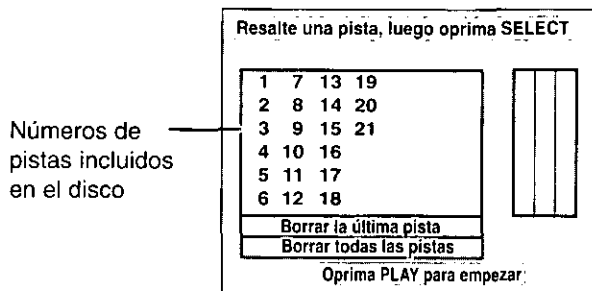 Resalte una pista, luego oprima SELECT
1 7 13 19
2 8 14 20
3 9 15 21
4 10 16
5 11 17
6 12 18
Números de
pistas incluidos
en el disco
Borrar la última pista
Borrar todas las pistas
Oprima PLAY para empezar